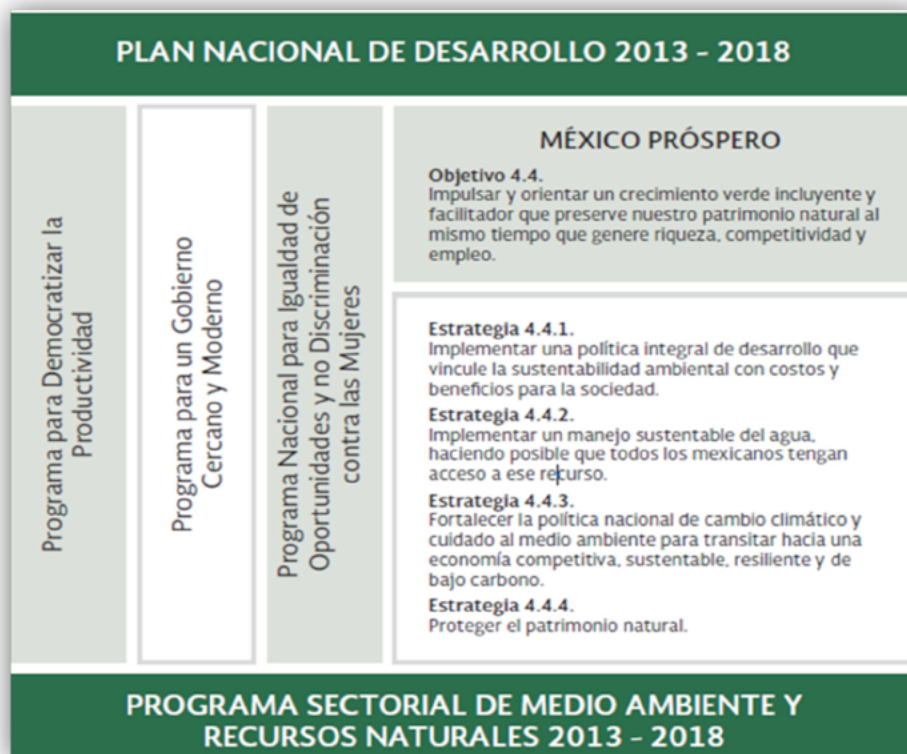 PLAN NACIONAL DE DESARROLLO 2013 - 2018
Programa para Democratizar la
Productividad
Programa para un Gobierno
Cercano y Moderno
Programa Nacional para Igualdad de
Oportunidades y no Discriminación
contra las Mujeres
MÉXICO PRÓSPERO
Objetivo 4.4.
Impulsar y orientar un crecimiento verde incluyente y
facilitador que preserve nuestro patrimonio natural al
mismo tiempo que genere riqueza, competitividad y
empleo.
Estrategia 4.4.1.
Implementar una política integral de desarrollo que
vincule la sustentabilidad ambiental con costos y
beneficios para la sociedad.
Estrategia 4.4.2.
Implementar un manejo sustentable del agua,
haciendo posible que todos los mexicanos tengan
acceso a ese recurso.
Estrategia 4.4.3.
Fortalecer la política nacional de cambio climático y
cuidado al medio ambiente para transitar hacia una
economía competitiva, sustentable, resiliente y de
bajo carbono.
Estrategia 4.4.4.
Proteger el patrimonio natural.
PROGRAMA SECTORIAL DE MEDIO AMBIENTE Y
RECURSOS NATURALES 2013 - 2018